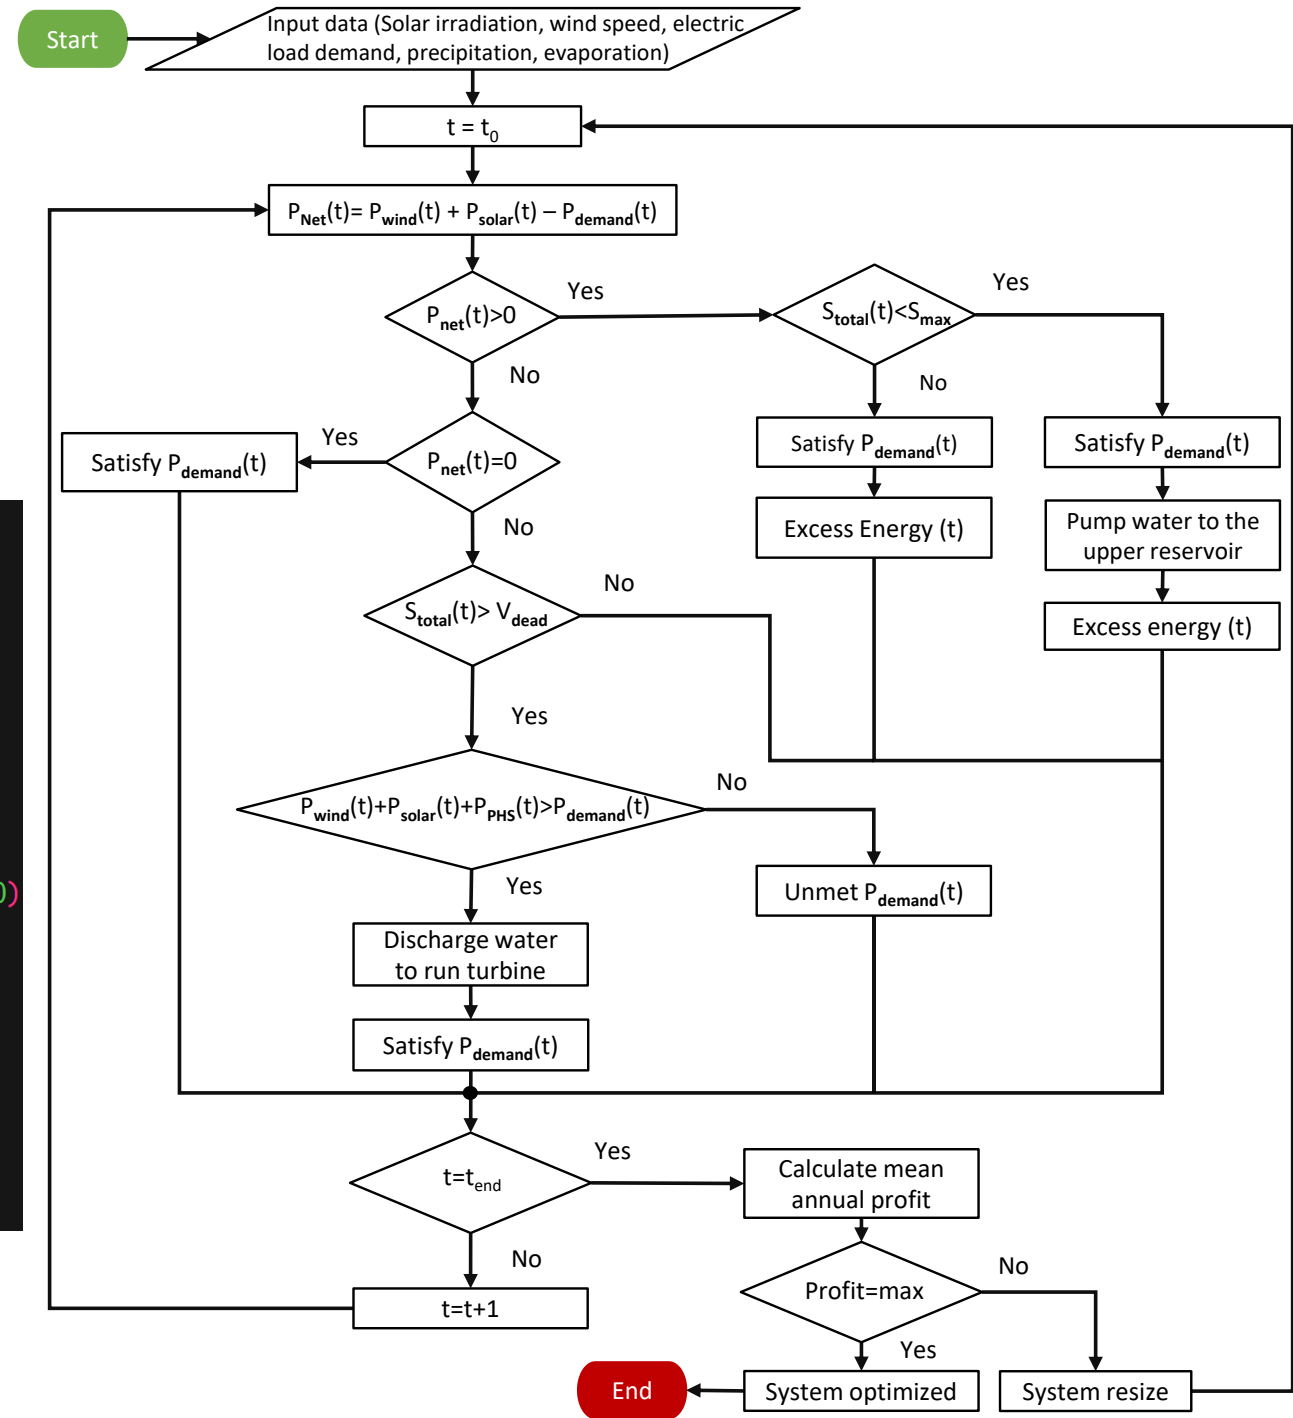 Start
Input data (Solar irradiation, wind speed, electric
load demand, precipitation, evaporation)
t = t0
PNet(t)= Pwind(t) + Psolar(t) – Pdemand(t)
Pnet(t)>0
Yes
Stotal(t)<Smax
Yes
No
No
Satisfy Pdemand(t)
Yes
Pnet(t)=0
Satisfy Pdemand(t)
Satisfy Pdemand(t)
No
Excess Energy (t)
Pump water to the
upper reservoir
Stotal(t)> Vdead
No
Excess energy (t)
Yes
Pwind(t)+Psolar(t)+PPHS(t)>Pdemand(t)
No
Yes
Unmet Pdemand(t)
0)
Discharge water
to run turbine
Satisfy Pdemand(t)
t=tend
Yes
Calculate mean
annual profit
No
Profit=max
No
t=t+1
Yes
End
System optimized
System resize